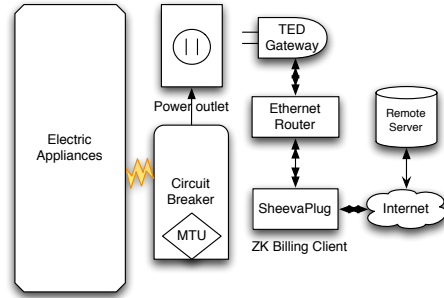 TED
Gateway
Power outlet
Ethernet
Router
Remote
Server
Electric
Appliances
Circuit
Breaker
MTU
SheevaPlug
Internet
ZK Billing Client